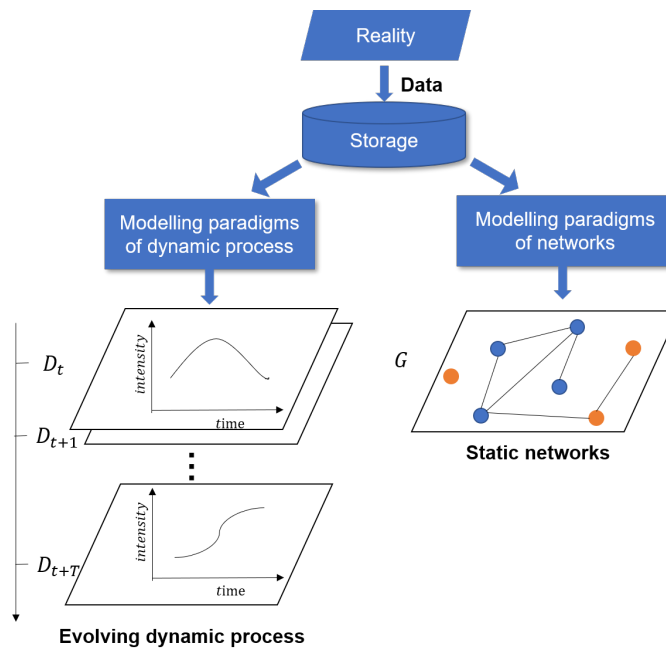 Reality
Data
Storage
Modelling paradigms
of dynamic process
Modelling paradigms
of networks
D_t
intensity
time
D_{t+1}
D_{t+T}
intensity
time
Evolving dynamic process
G
Static networks